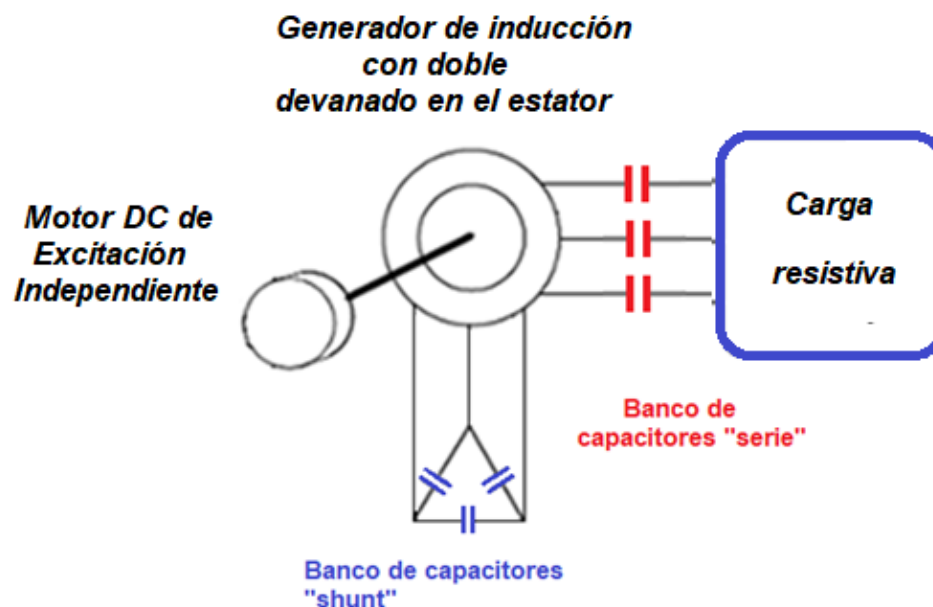 Generador de inducción
con doble
devanado en el estator
Motor DC de
Excitación
Independiente
Carga
resistiva
Banco de
capacitores "serie"
Banco de capacitores
"shunt"